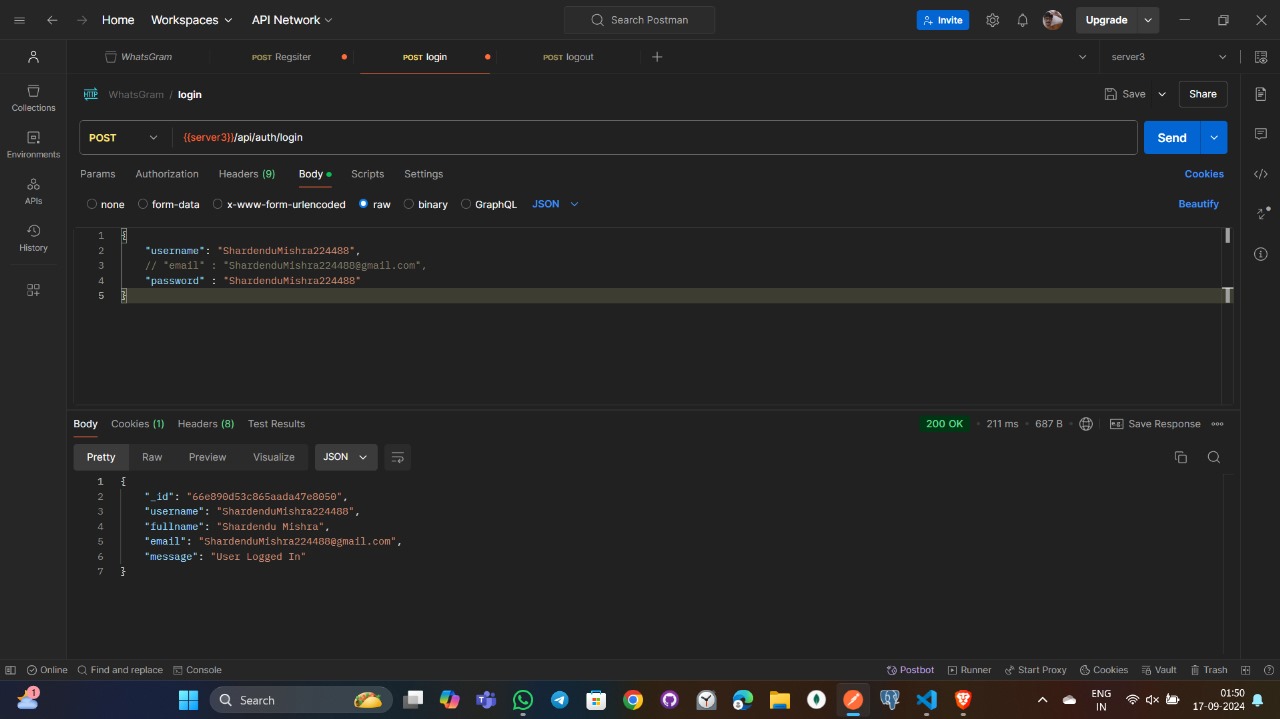 Home Workspaces API Network Search Postman Invite Upgrade
WhatsGram POST Regsiter POST login POST logout server3
HTTP WhatsGram / login Save Share
Collections
POST {{server3}}/api/auth/login Send
Environments
Params Authorization Headers (9) Body Scripts Settings Cookies
APIs
none form-data x-www-form-urlencoded raw binary GraphQL JSON Beautify
History
1 {
2 "username": "ShardenduMishra224488",
3 // "email" : "ShardenduMishra224488@gmail.com",
4 "password" : "ShardenduMishra224488"
5 }
Body Cookies (1) Headers (8) Test Results 200 OK • 211 ms • 687 B • Save Response
Pretty Raw Preview Visualize JSON
1 {
2 "_id": "66e890d53c865aada47e8050",
3 "username": "ShardenduMishra224488",
4 "fullname": "Shardendu Mishra",
5 "email": "ShardenduMishra224488@gmail.com",
6 "message": "User Logged In"
7 }
Online Find and replace Console Postbot Runner Start Proxy Cookies Vault Trash
1 Search ENG 01:50
IN 17-09-2024